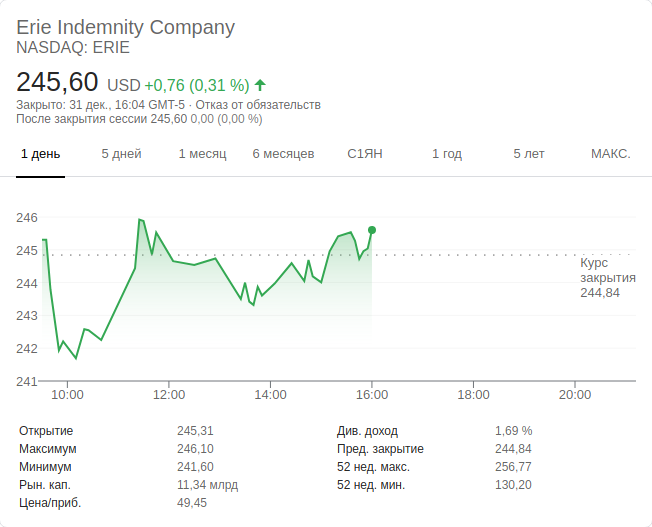 Erie Indemnity Company
NASDAQ: ERIE
245,60 USD +0,76 (0,31 %)
Закрыто: 31 дек., 16:04 GMT-5 · Отказ от обязательств
После закрытия сессии 245,60 0,00 (0,00 %)
1 день 5 дней 1 месяц 6 месяцев С1ЯН 1 год 5 лет МАКС.
246
245
Курс
закрытия
244,84
244
243
242
241
10:00 12:00 14:00 16:00 18:00 20:00
Открытие 245,31 Див. доход 1,69 %
Максимум 246,10 Пред. закрытие 244,84
Минимум 241,60 52 нед. макс. 256,77
Рын. кап. 11,34 млрд 52 нед. мин. 130,20
Цена/приб. 49,45